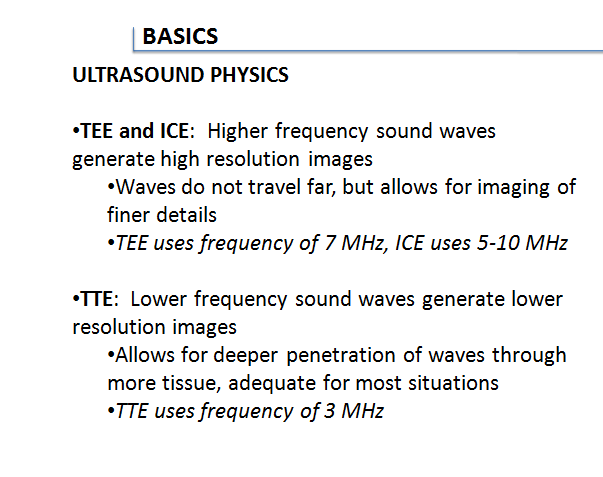 BASICS
ULTRASOUND PHYSICS
•TEE and ICE:  Higher frequency sound waves
generate high resolution images
•Waves do not travel far, but allows for imaging of
finer details
•TEE uses frequency of 7 MHz, ICE uses 5-10 MHz
•TTE:  Lower frequency sound waves generate lower
resolution images
•Allows for deeper penetration of waves through
more tissue, adequate for most situations
•TTE uses frequency of 3 MHz